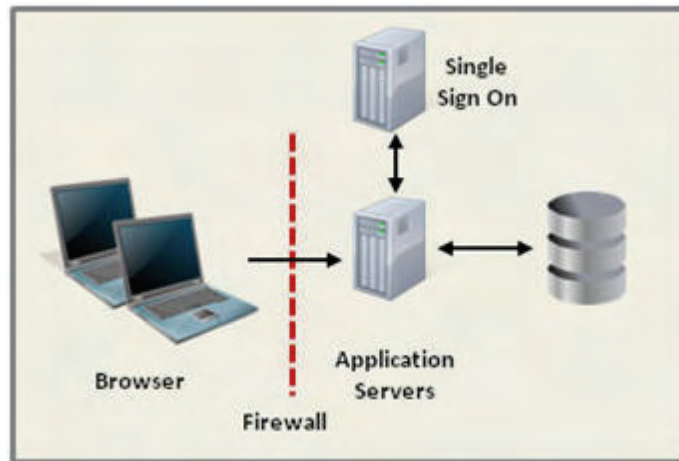 Single
Sign On
Browser
Application
Servers
Firewall